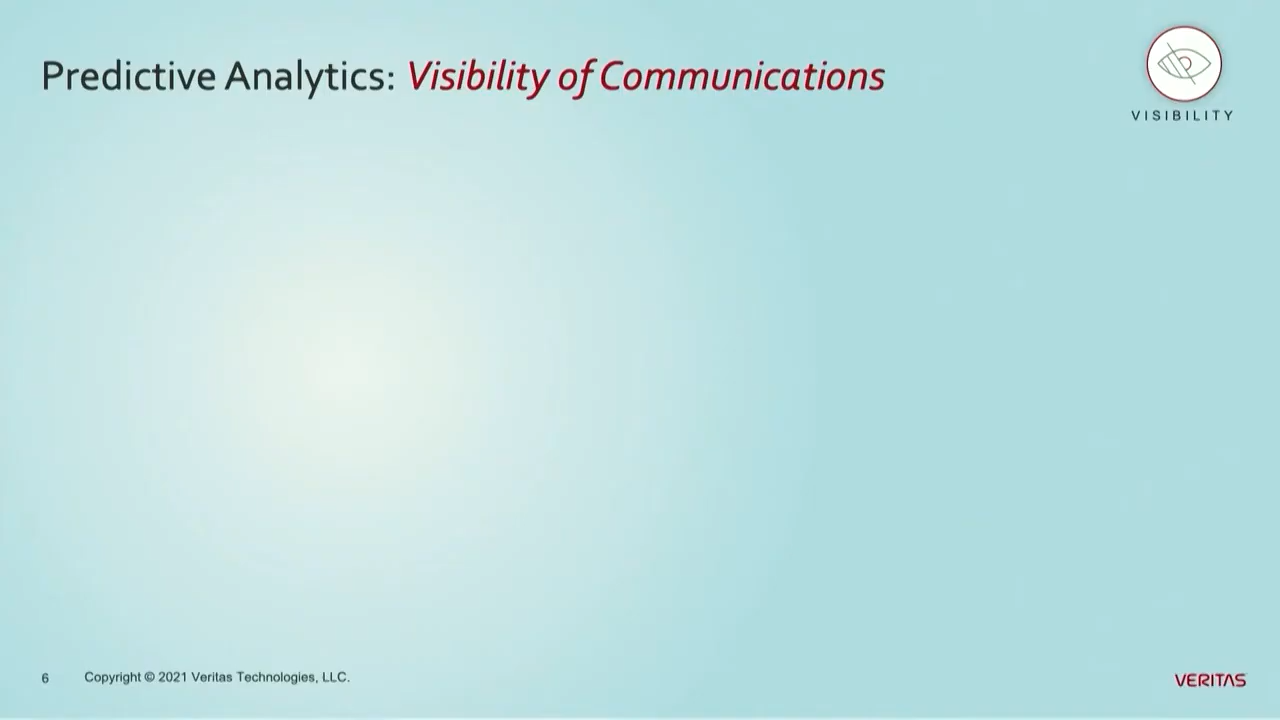 Predictive Analytics: Visibility of Communications
VISIBILITY
6 Copyright © 2021 Veritas Technologies, LLC.
VERITAS